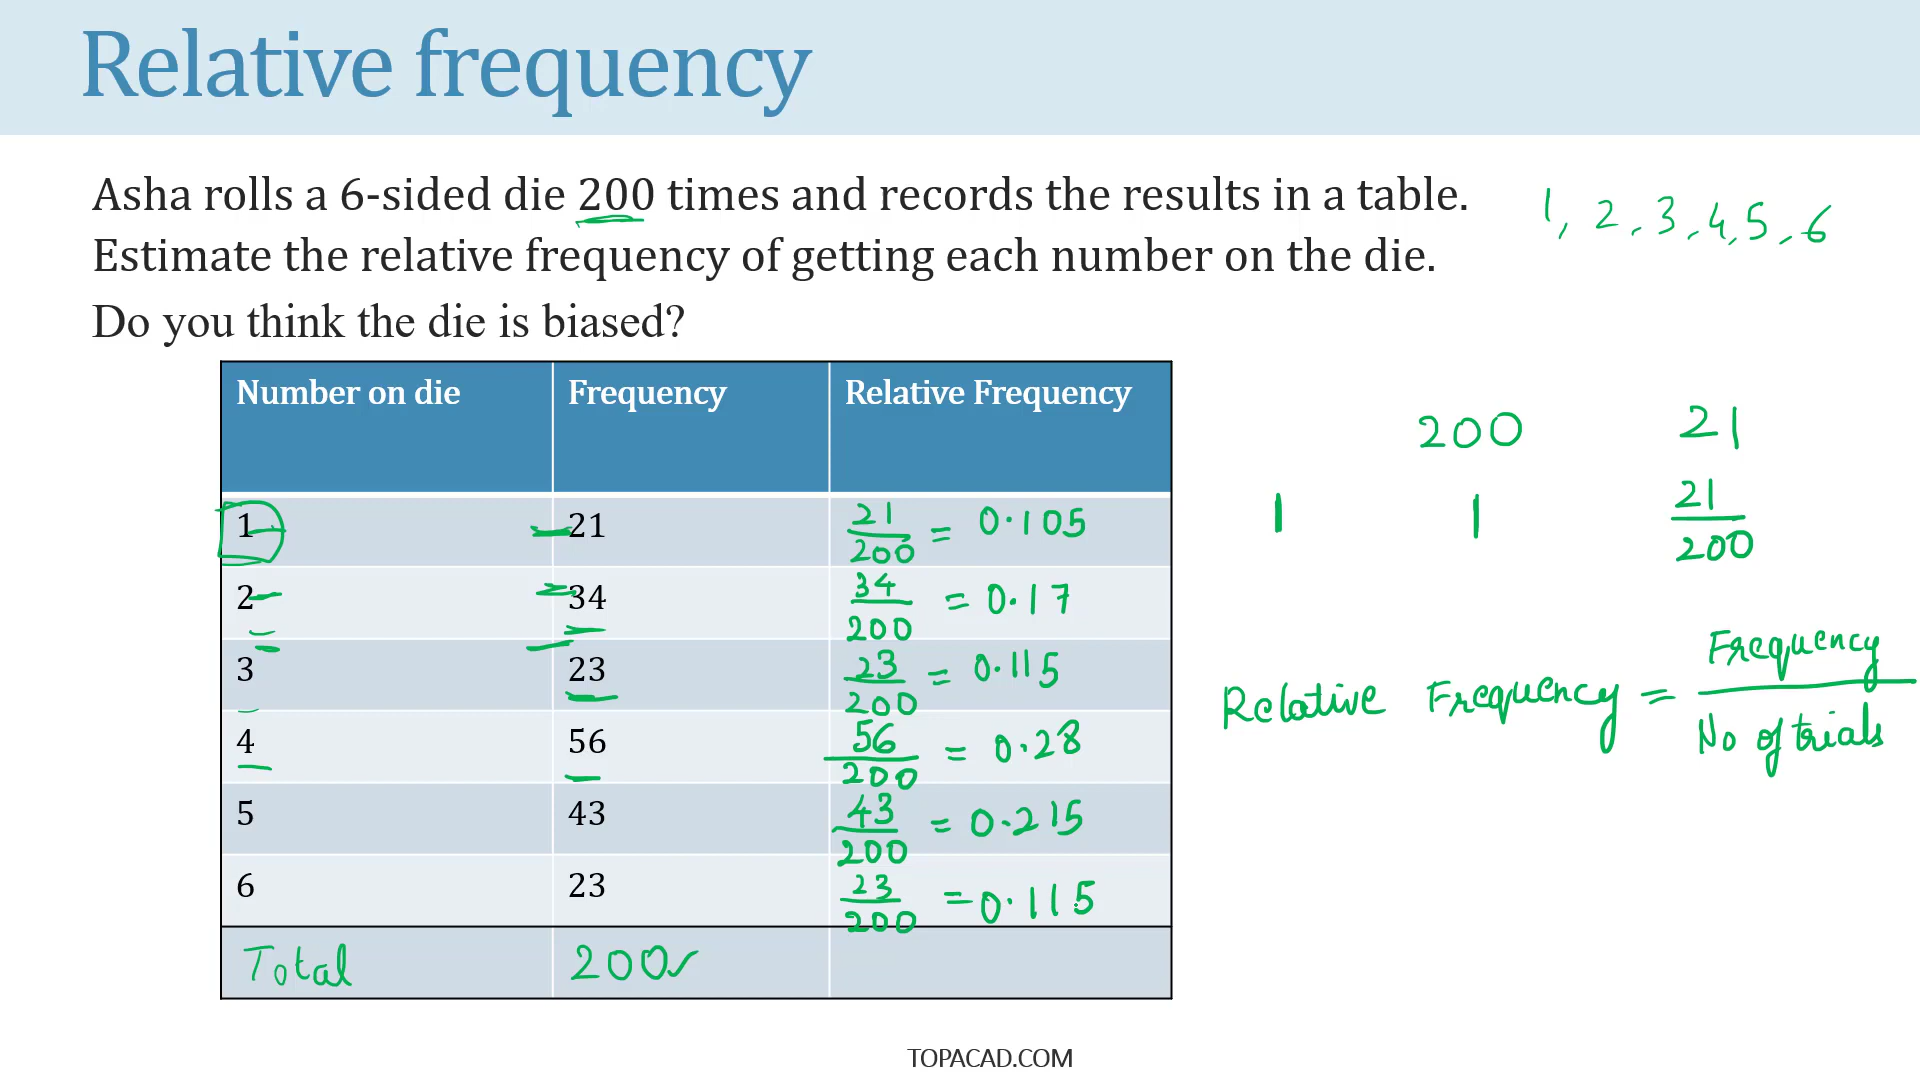 Relative frequency
Asha rolls a 6-sided die 200 times and records the results in a table.
1, 2, 3, 4, 5, 6
Estimate the relative frequency of getting each number on the die.
Do you think the die is biased?
Number on die Frequency Relative Frequency
1 21 21/200 = 0.105
2 34 34/200 = 0.17
3 23 23/200 = 0.115
4 56 56/200 = 0.28
5 43 43/200 = 0.215
6 23 23/200 = 0.115
Total 200✓
200 21
1 1 21/200
Relative Frequency = Frequency / No of trials
TOPACAD.COM